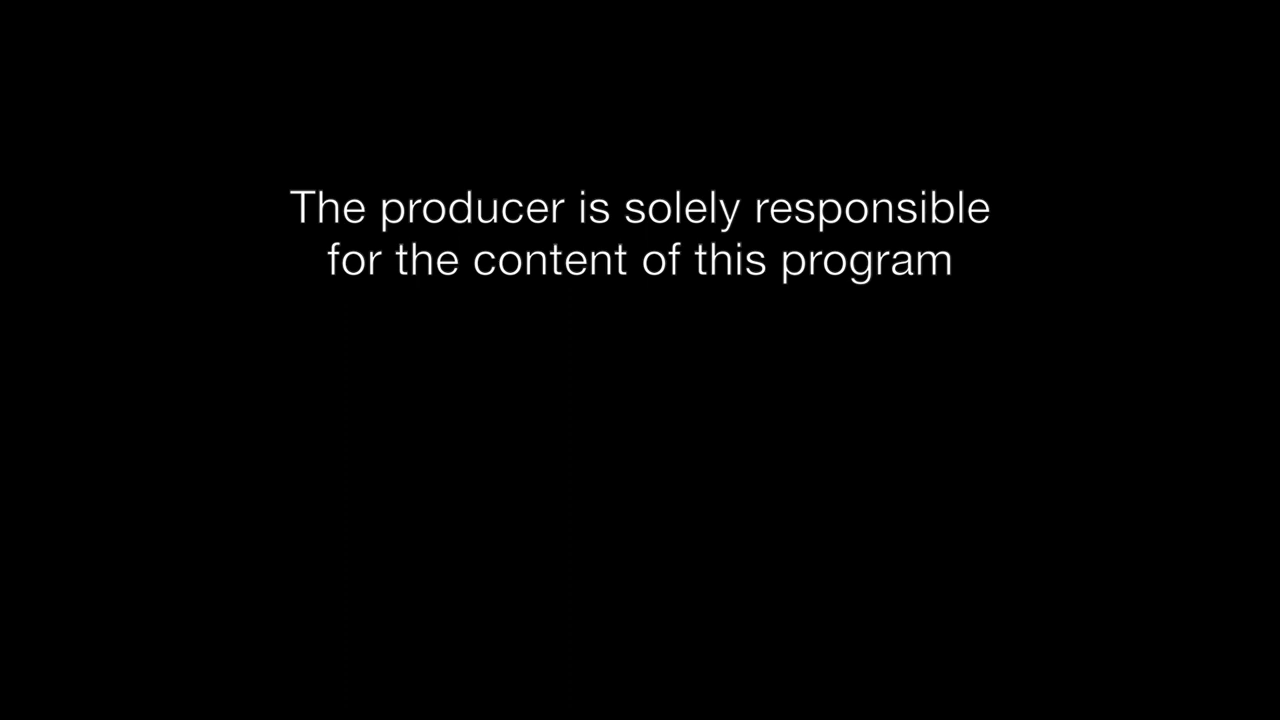 The producer is solely responsible
for the content of this program